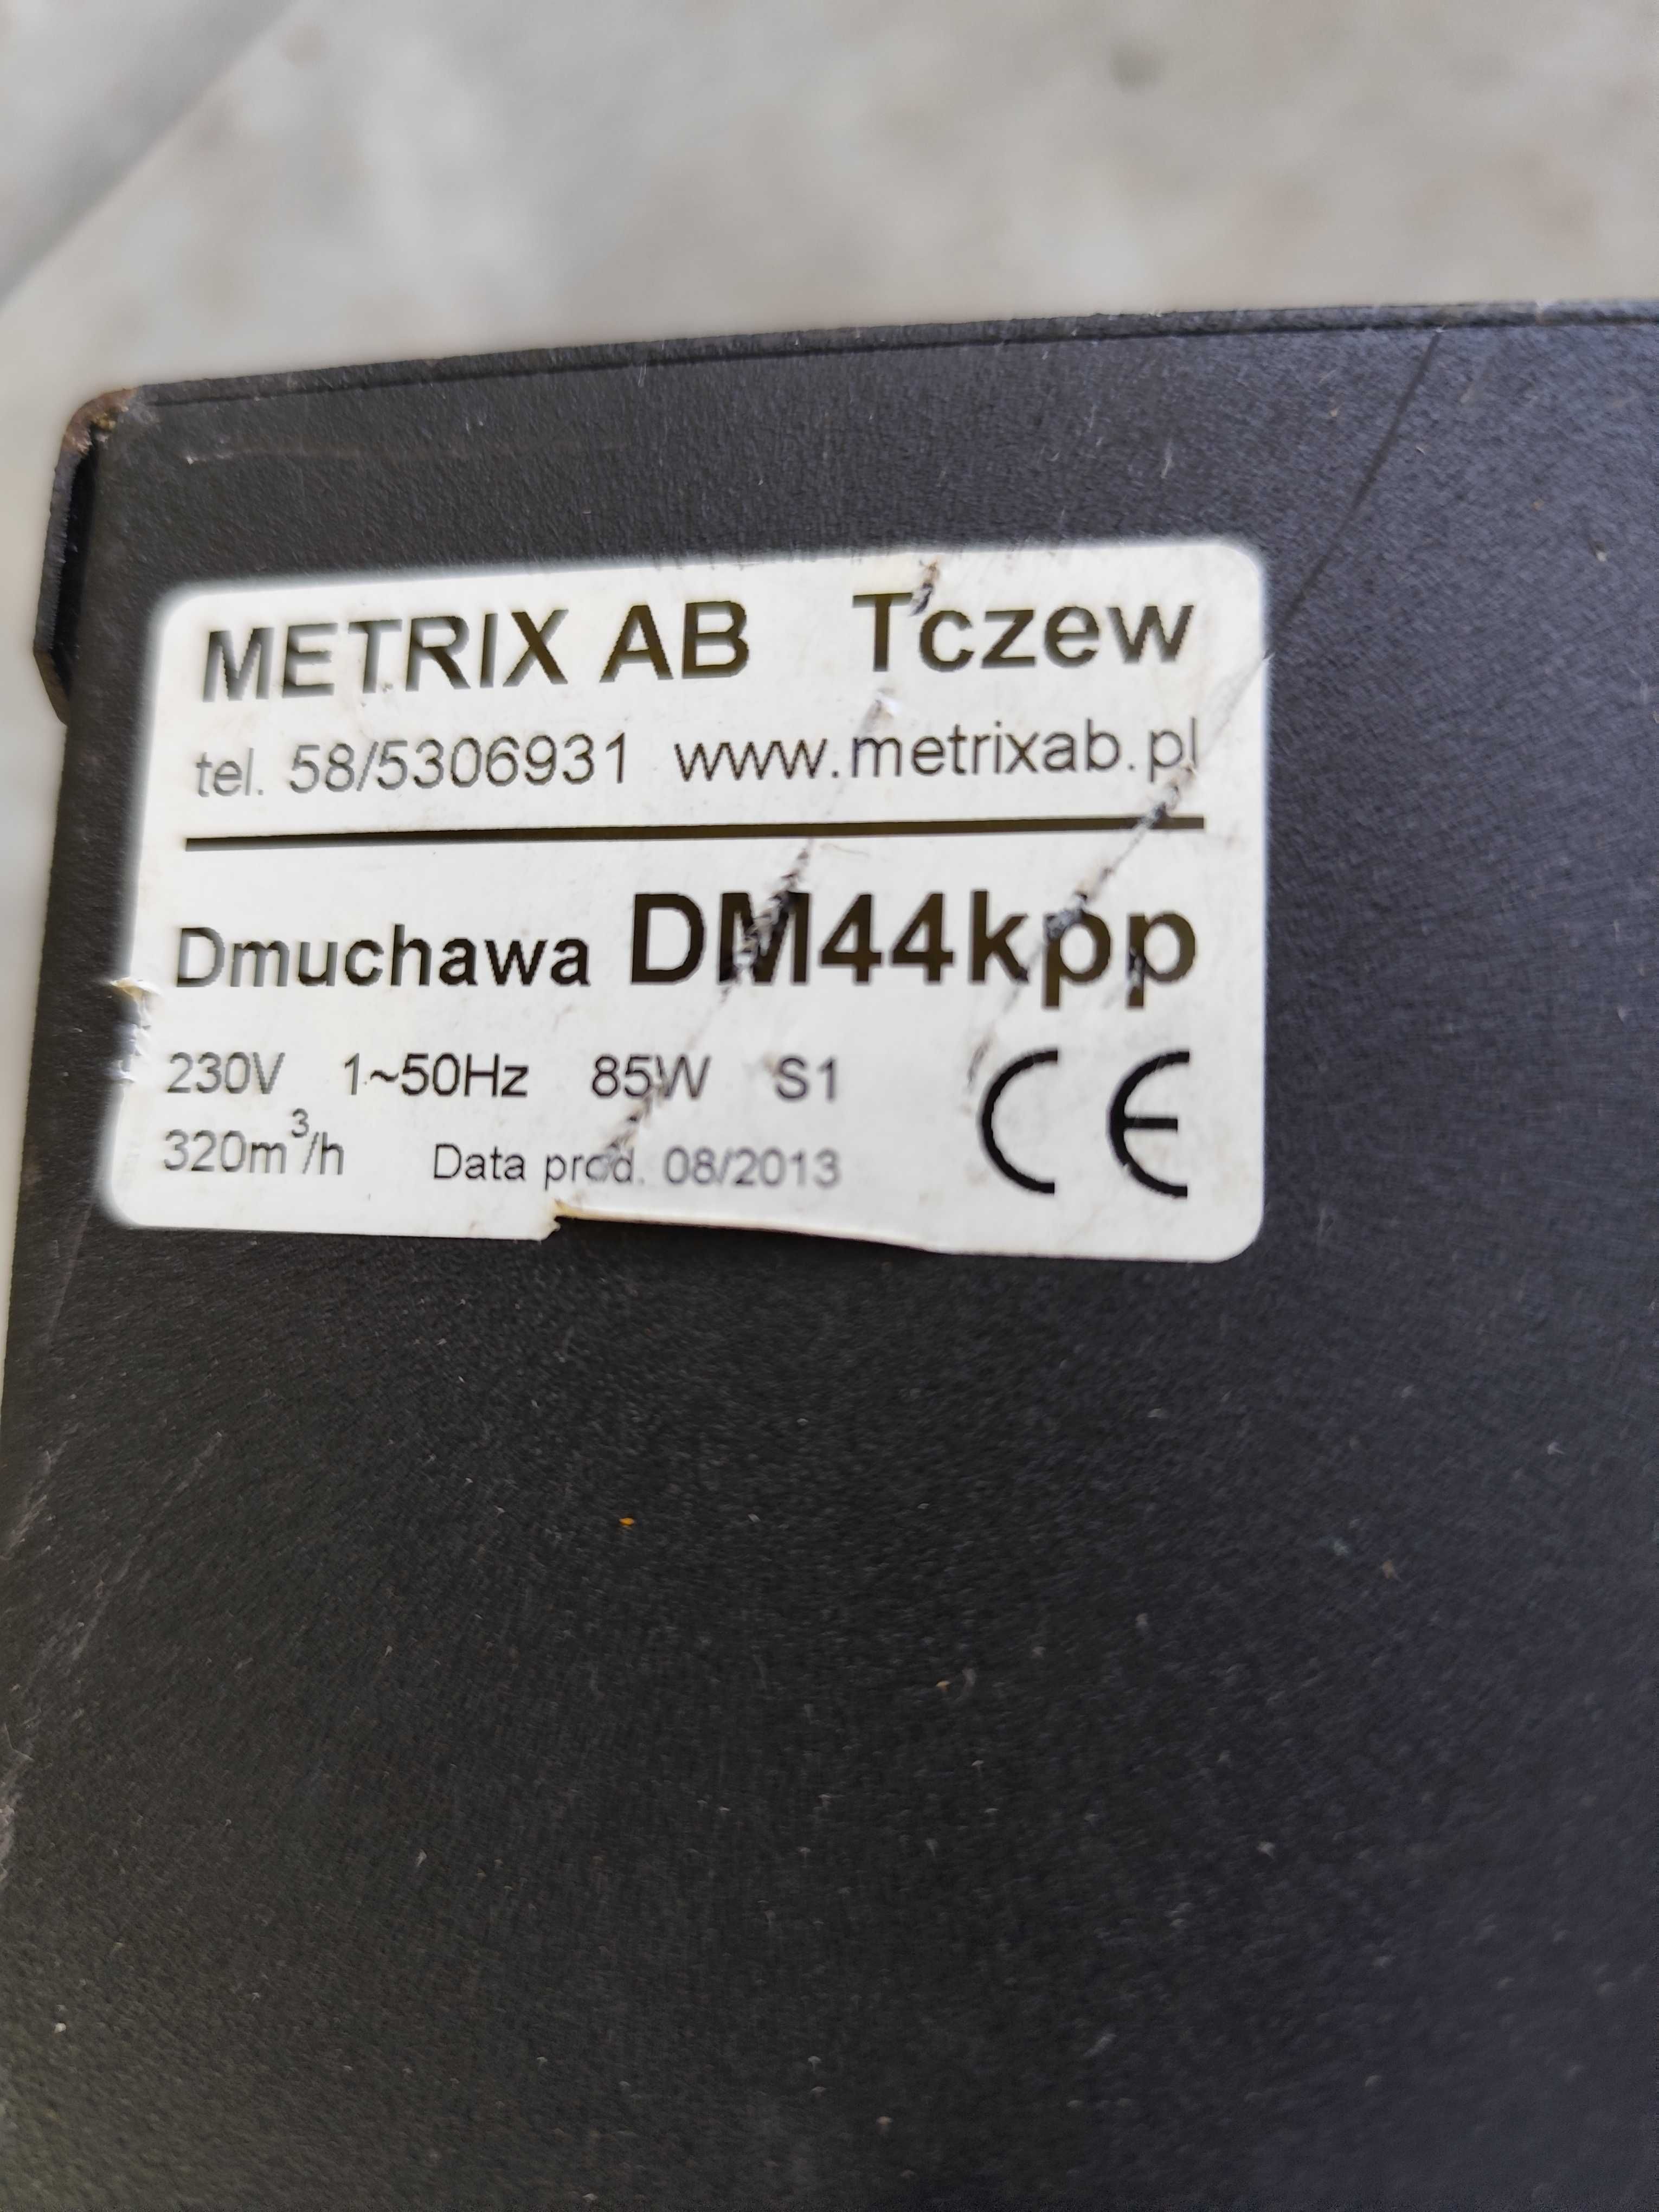 METRIX AB Tczew
tel. 58/5306931 www.metrixab.pl
Dmuchawa DM44kpp
230V 1~50Hz 85W S1
320m³/h Data prod. 08/2013
CE